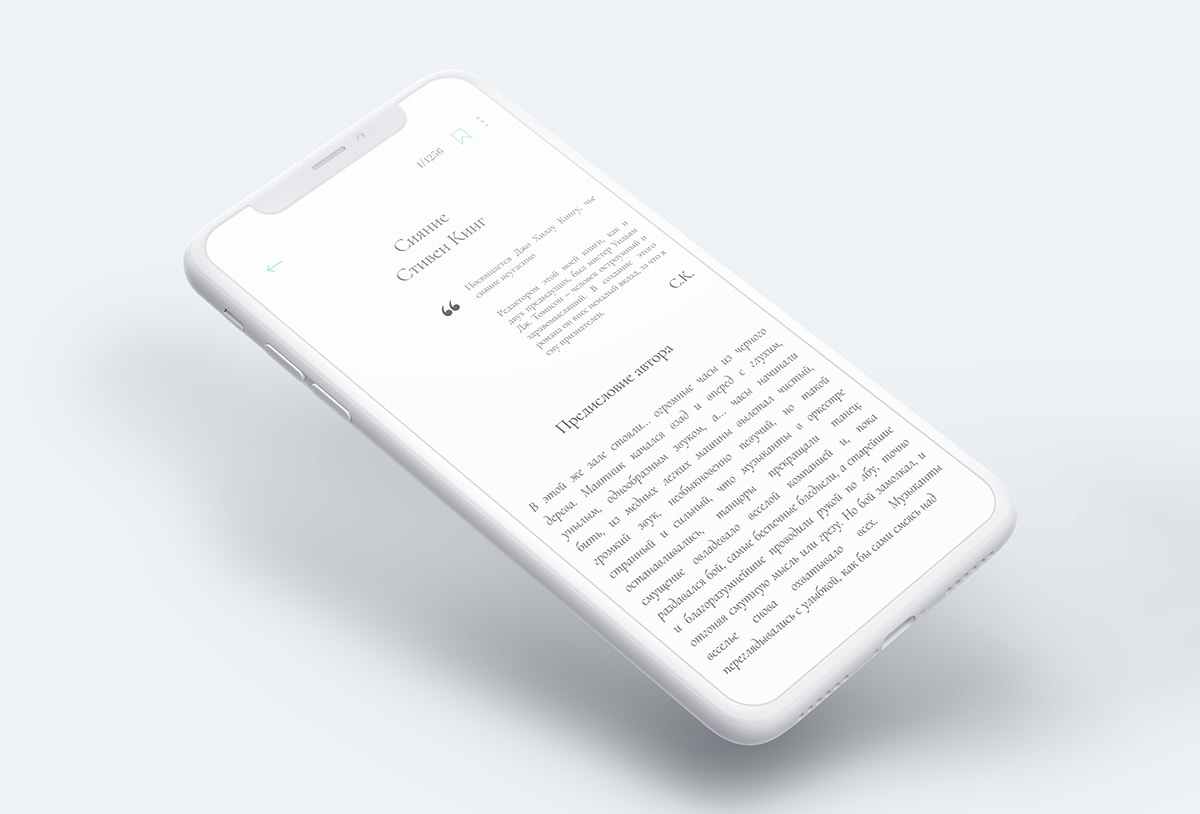 1/1256
Сияние
Стивен Кинг
“
Посвящается Джо Хиллу Кингу, чье
сияние неугасимо
Редактором этой моей книги, как и
двух предыдущих, был мистер Уильям
Дж. Томпсон – человек остроумный и
здравомыслящий. В создание этого
романа он внес немалый вклад, за что я
ему признателен.
С.К.
Предисловие автора
В этой же зале стояли... огромные часы из черного
дерева. Маятник качался взад и вперед с глухим,
унылым, однообразным звуком, а... часы начинали
бить, из медных легких машины вылетал чистый,
громкий звук, необыкновенно певучий, но такой
странный и сильный, что музыканты в оркестре
останавливались, танцоры прекращали танец;
смущение овладевало веселой компанией и, пока
раздавался бой, самые беспечные бледнели, а старейшие
и благоразумнейшие проводили рукой по лбу, точно
отгоняя смутную мысль или грезу. Но бой замолкал, и
веселье снова охватывало всех. Музыканты
переглядывались с улыбкой, как бы сами смеясь над